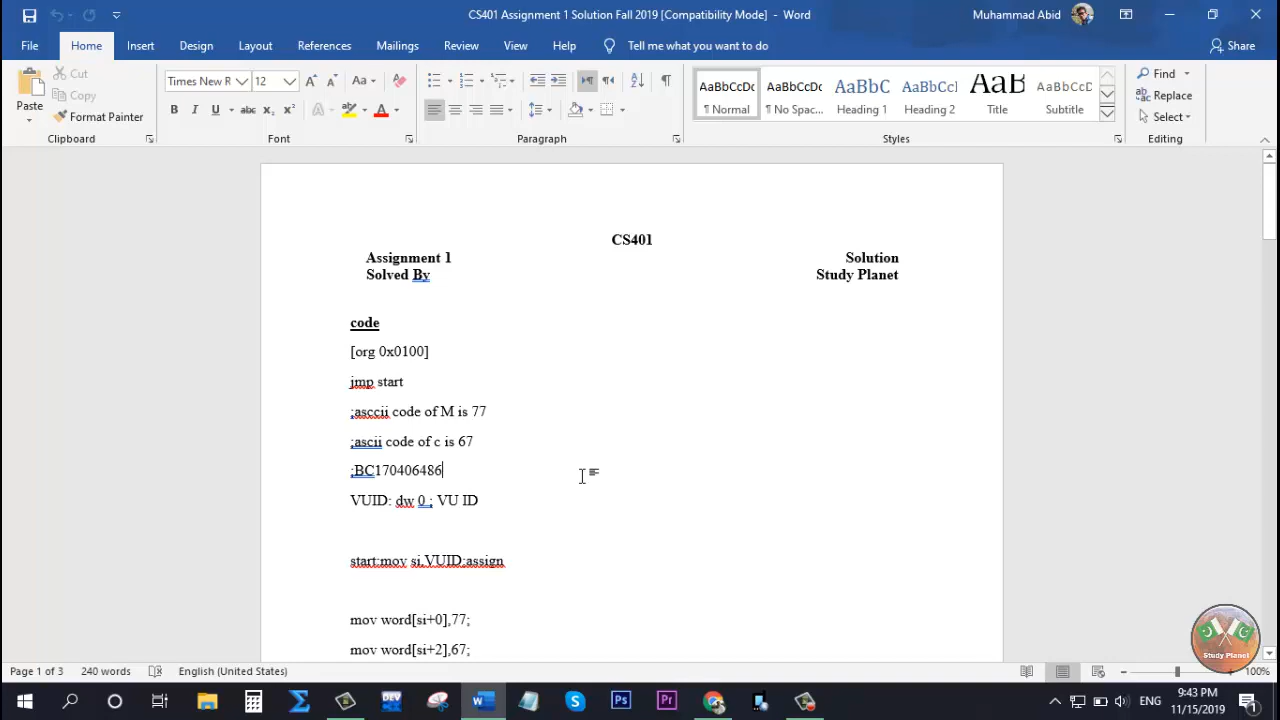 CS401 Assignment 1 Solution Fall 2019 [Compatibility Mode] - Word
Muhammad Abid
File Home Insert Design Layout References Mailings Review View Help Tell me what you want to do Share
Paste
Cut
Copy
Format Painter
Clipboard
Times New R 12
Font
Paragraph
AaBbCcDc AaBbCcDc AaBbC AaBbCc AaB AaBbCcD
¶ Normal ¶ No Spac... Heading 1 Heading 2 Title Subtitle
Styles
Find
Replace
Select
Editing
CS401
Assignment 1 Solution
Solved By Study Planet
code
[org 0x0100]
jmp start
;asccii code of M is 77
;ascii code of c is 67
;BC170406486
VUID: dw 0 ; VU ID
start:mov si,VUID;assign
mov word[si+0],77;
mov word[si+2],67;
Study Planet
Page 1 of 3 240 words English (United States) 100%
ENG
9:43 PM
11/15/2019